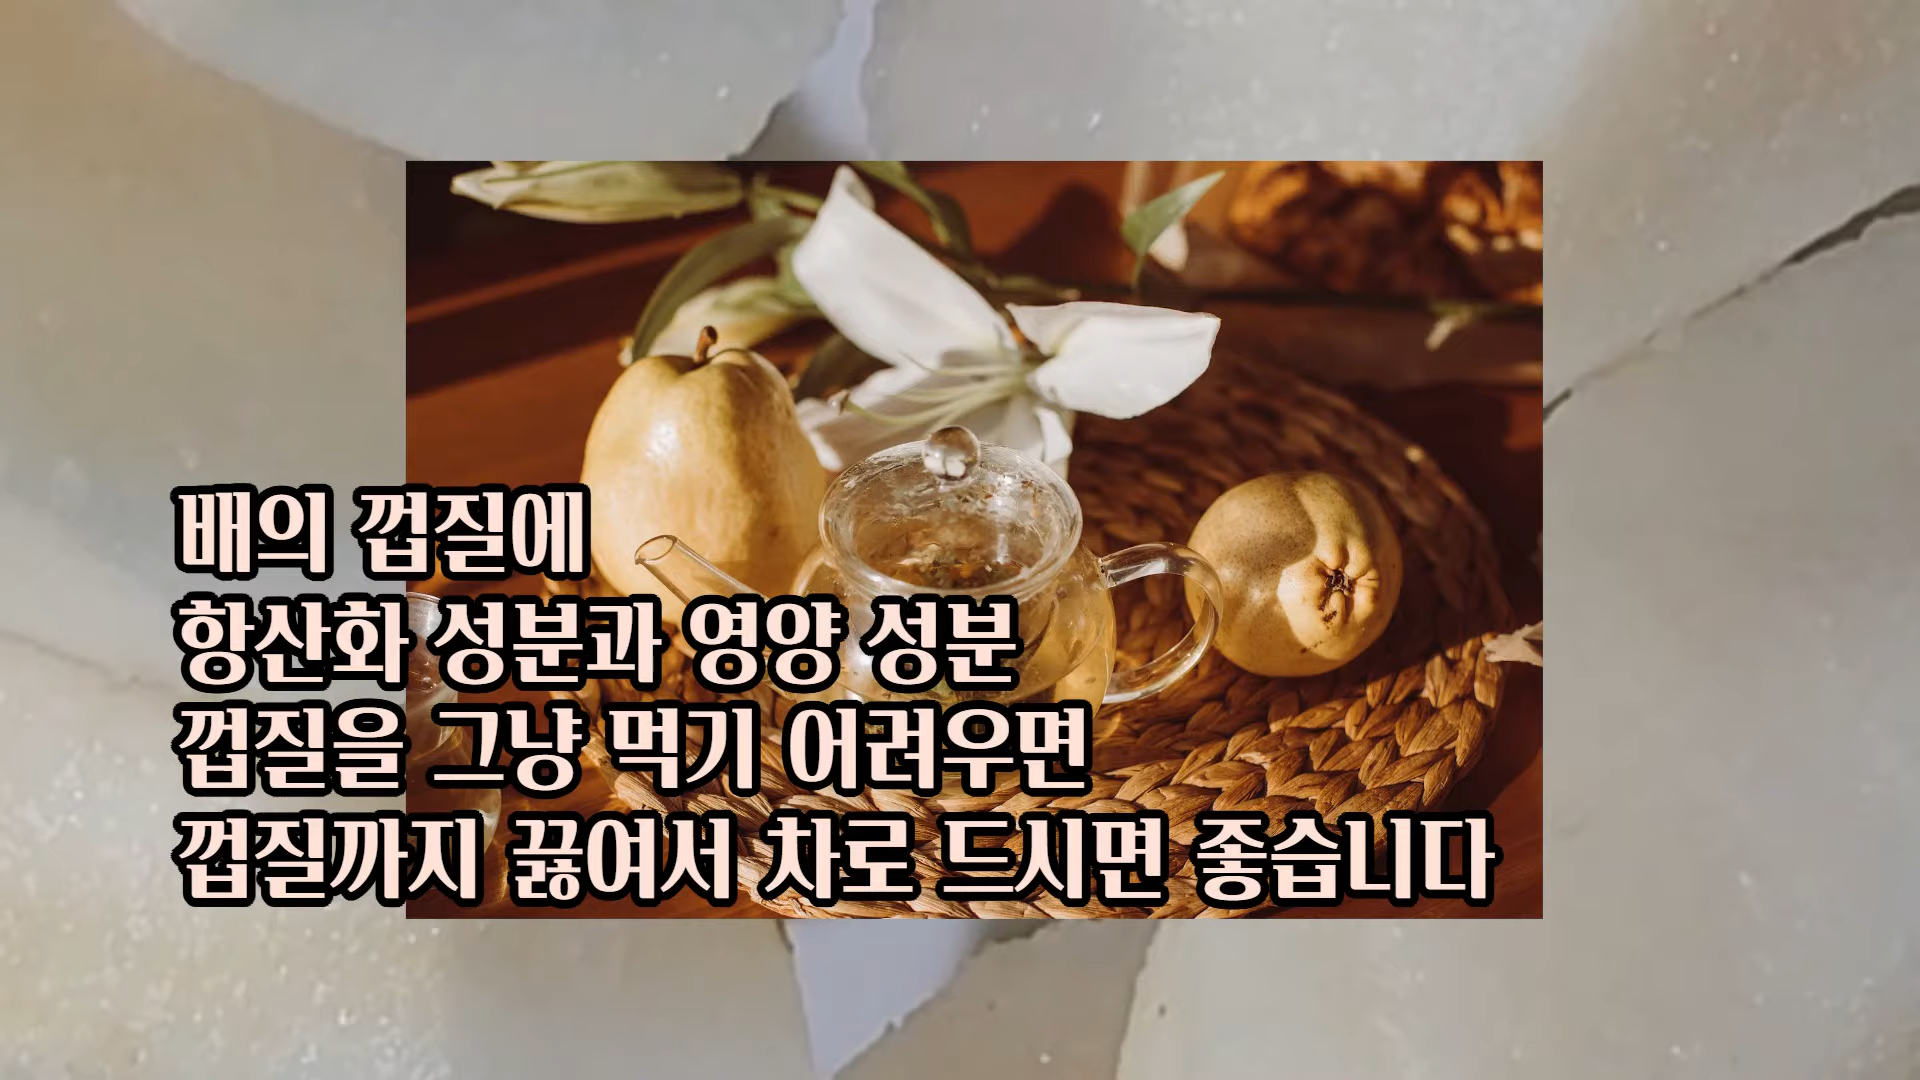 배의 껍질에
항산화 성분과 영양 성분
껍질을 그냥 먹기 어려우면
껍질까지 끓여서 차로 드시면 좋습니다